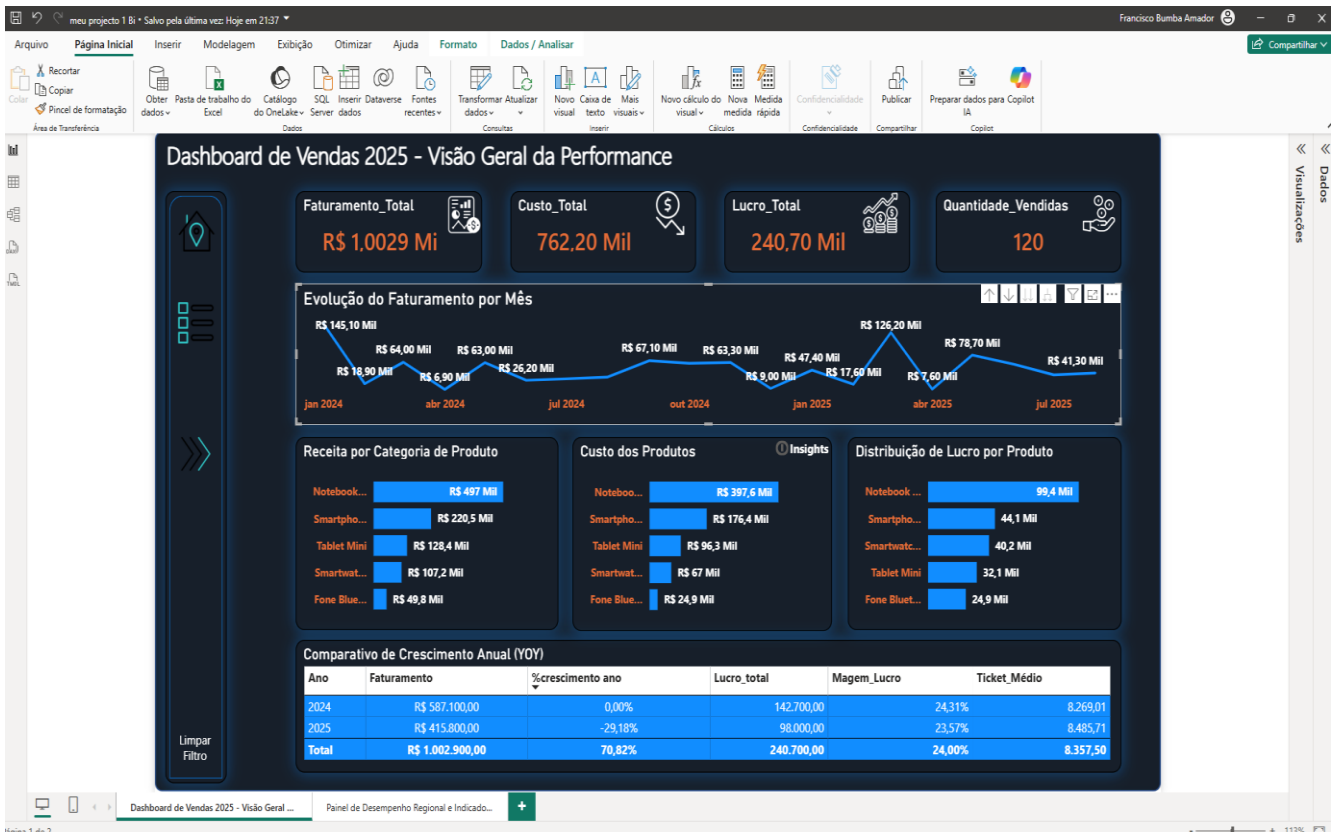 meu projecto 1 Bi • Salvo pela última vez: Hoje em 21:37
Francisco Bumba Amador
Arquivo Página Inicial Inserir Modelagem Exibição Otimizar Ajuda Formato Dados / Analisar
Compartilhar
Colar
Recortar
Copiar
Pincel de formatação
Área de Transferência
Obter dados
Pasta de trabalho do Excel
Catálogo do OneLake
SQL Server
Inserir dados
Dataverse
Fontes recentes
Dados
Transformar dados
Atualizar
Consultas
Novo visual
Caixa de texto
Mais visuais
Inserir
Novo cálculo do visual
Nova medida
Medida rápida
Cálculos
Confidencialidade
Confidencialidade
Publicar
Compartilhar
Preparar dados para IA
Copilot
Copilot
Visualizações
Dados
Dashboard de Vendas 2025 - Visão Geral da Performance
Faturamento_Total
R$ 1,0029 Mi
Custo_Total
762,20 Mil
Lucro_Total
240,70 Mil
Quantidade_Vendidas
120
Evolução do Faturamento por Mês
R$ 145,10 Mil
R$ 18,90 Mil
R$ 64,00 Mil
R$ 6,90 Mil
R$ 63,00 Mil
R$ 26,20 Mil
R$ 67,10 Mil
R$ 63,30 Mil
R$ 9,00 Mil
R$ 47,40 Mil
R$ 17,60 Mil
R$ 126,20 Mil
R$ 7,60 Mil
R$ 78,70 Mil
R$ 41,30 Mil
jan 2024 abr 2024 jul 2024 out 2024 jan 2025 abr 2025 jul 2025
Receita por Categoria de Produto
Notebook... R$ 497 Mil
Smartpho... R$ 220,5 Mil
Tablet Mini R$ 128,4 Mil
Smartwat... R$ 107,2 Mil
Fone Blue... R$ 49,8 Mil
Custo dos Produtos
Insights
Noteboo... R$ 397,6 Mil
Smartpho... R$ 176,4 Mil
Tablet Mini R$ 96,3 Mil
Smartwat... R$ 67 Mil
Fone Blue... R$ 24,9 Mil
Distribuição de Lucro por Produto
Notebook ... 99,4 Mil
Smartpho... 44,1 Mil
Smartwatc... 40,2 Mil
Tablet Mini 32,1 Mil
Fone Bluet... 24,9 Mil
Comparativo de Crescimento Anual (YOY)
Ano Faturamento %crescimento ano Lucro_total Magem_Lucro Ticket_Médio
2024 R$ 587.100,00 0,00% 142.700,00 24,31% 8.269,01
2025 R$ 415.800,00 -29,18% 98.000,00 23,57% 8.485,71
Total R$ 1.002.900,00 70,82% 240.700,00 24,00% 8.357,50
Limpar
Filtro
Dashboard de Vendas 2025 - Visão Geral ...
Painel de Desempenho Regional e Indicado...
113%